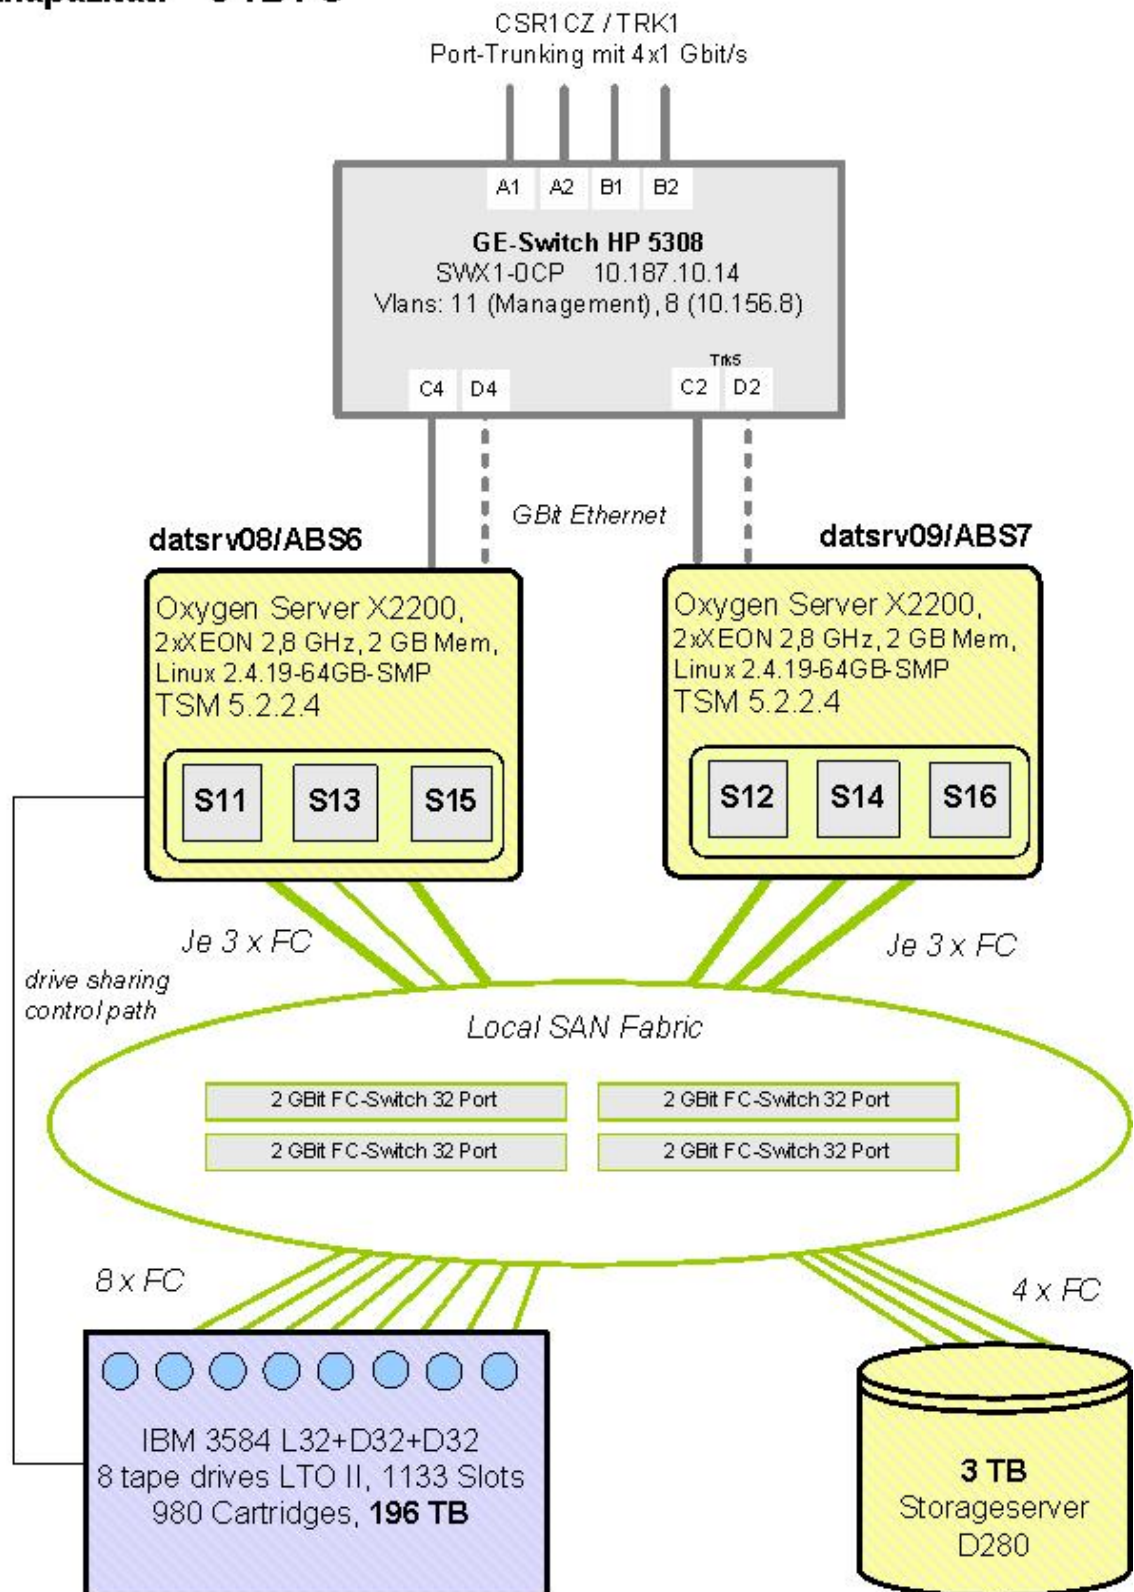 CSR1CZ / TRK1
Port-Trunking mit 4x1 Gbit/s
A1 A2 B1 B2
GE-Switch HP 5308
SWX1-0CP 10.187.10.14
Vlans: 11 (Management), 8 (10.156.8)
Trk5
C4 D4 C2 D2
GBit Ethernet
datsrv08/ABS6
Oxygen Server X2200,
2xXEON 2,8 GHz, 2 GB Mem,
Linux 2.4.19-64GB-SMP
TSM 5.2.2.4
S11 S13 S15
datsrv09/ABS7
Oxygen Server X2200,
2xXEON 2,8 GHz, 2 GB Mem,
Linux 2.4.19-64GB-SMP
TSM 5.2.2.4
S12 S14 S16
Je 3 x FC
Je 3 x FC
drive sharing
control path
Local SAN Fabric
2 GBit FC-Switch 32 Port
2 GBit FC-Switch 32 Port
2 GBit FC-Switch 32 Port
2 GBit FC-Switch 32 Port
8 x FC
4 x FC
IBM 3584 L32+D32+D32
8 tape drives LTO II, 1133 Slots
980 Cartridges, 196 TB
3 TB
Storageserver
D280